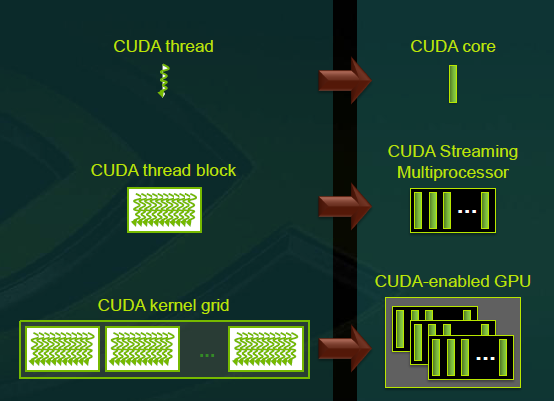 CUDA thread
CUDA core
CUDA thread block
CUDA Streaming
Multiprocessor
...
CUDA kernel grid
CUDA-enabled GPU
...
...